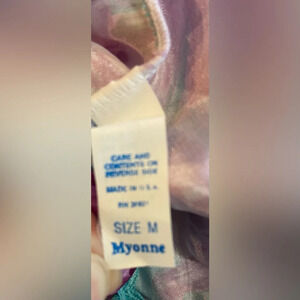 CARE AND
CONTENTS ON
REVERSE SIDE
MADE IN U.S.A.
SIZE M
Myonne